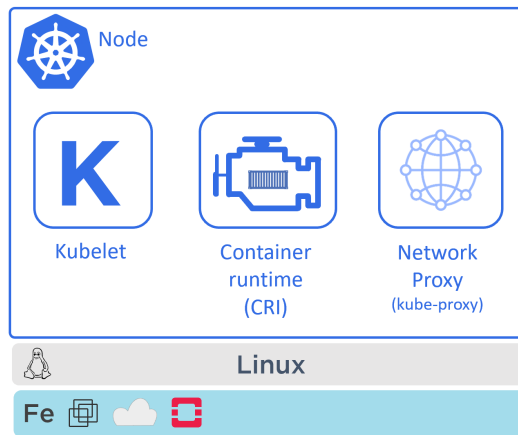 Node
K
Kubelet
Container
runtime
(CRI)
Network
Proxy
(kube-proxy)
Linux
Fe